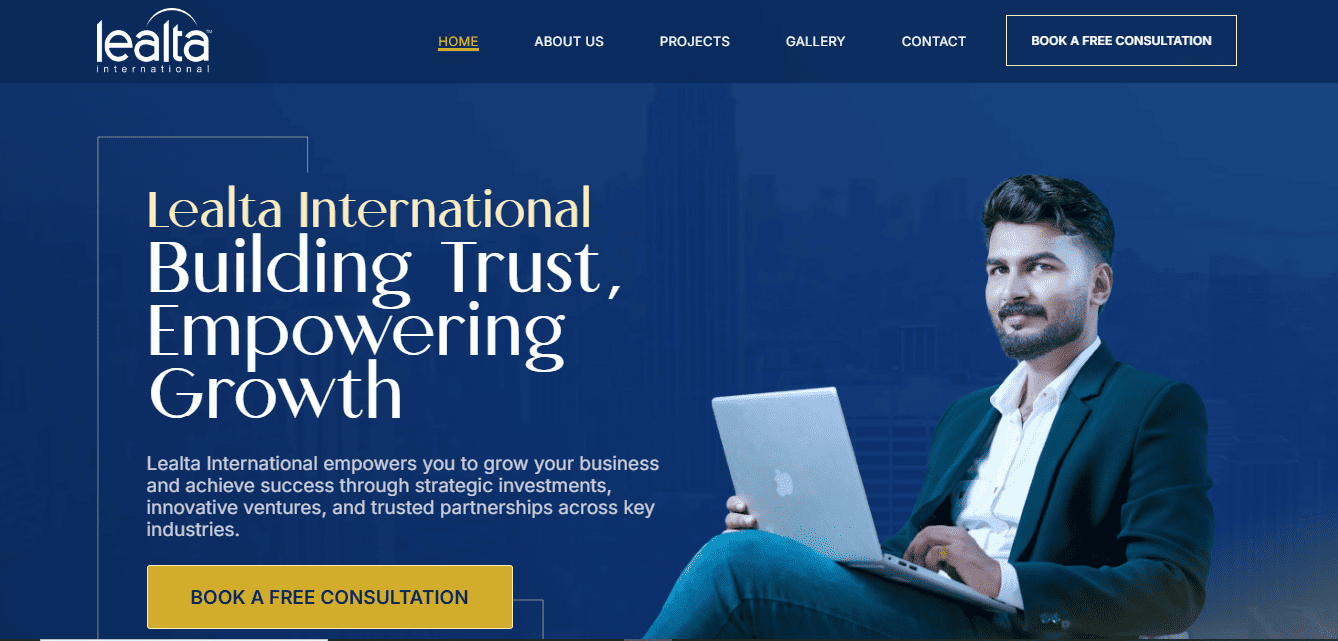 lealta™
international
HOME
ABOUT US
PROJECTS
GALLERY
CONTACT
BOOK A FREE CONSULTATION
Lealta International
Building Trust,
Empowering
Growth
Lealta International empowers you to grow your business
and achieve success through strategic investments,
innovative ventures, and trusted partnerships across key
industries.
BOOK A FREE CONSULTATION